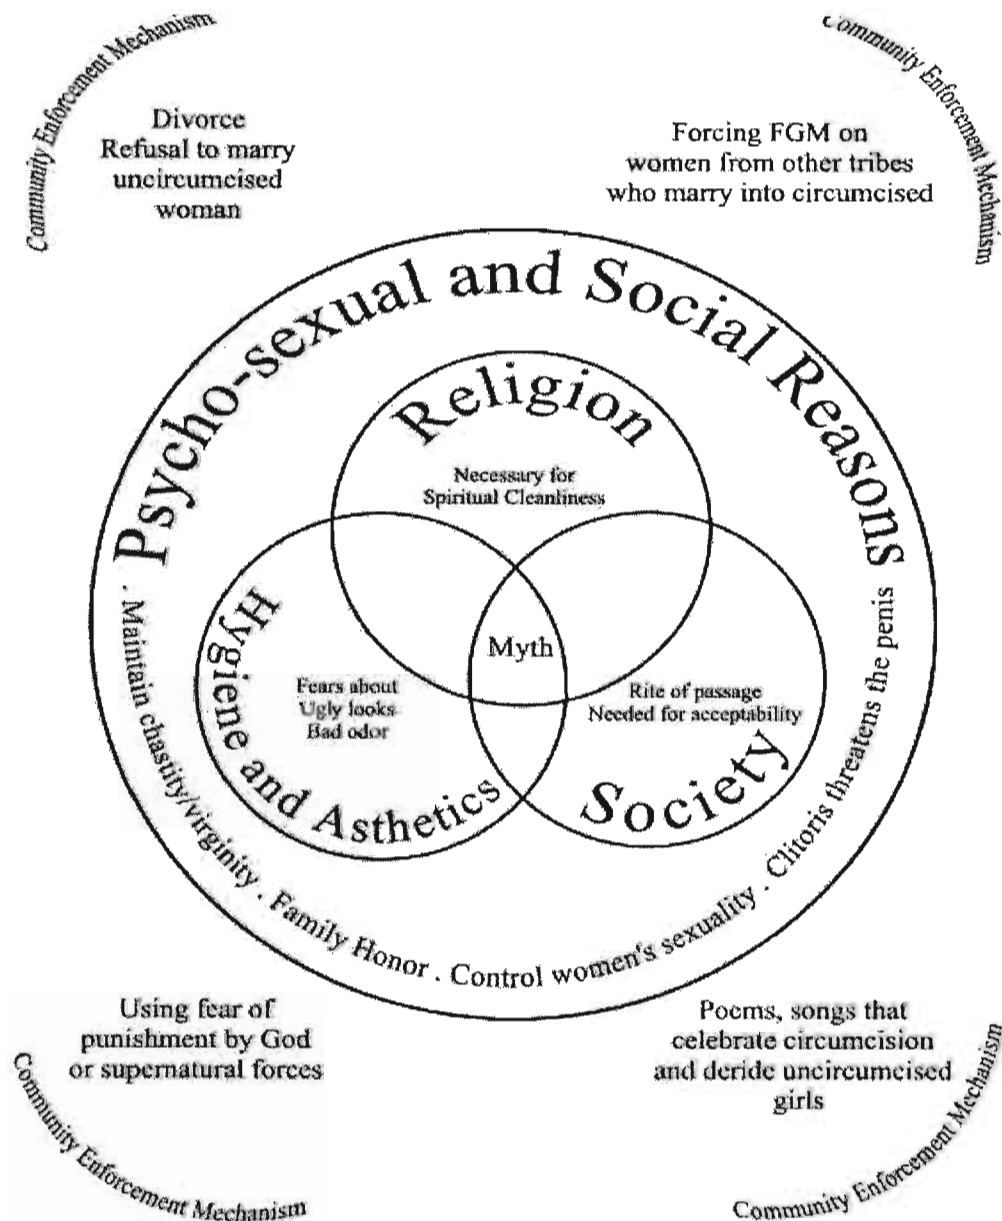 Community Enforcement Mechanism
Divorce
Refusal to marry
uncircumcised
woman
Community Enforcement Mechanism
Forcing FGM on
women from other tribes
who marry into circumcised
Psycho-sexual and Social Reasons
Religion
Necessary for
Spiritual Cleanliness
Hygiene and Asthetics
Fears about
Ugly looks
Bad odor
Myth
Rite of passage
Needed for acceptability
Society
. Maintain chastity/virginity . Family Honor . Control women's sexuality . Clitoris threatens the penis
Using fear of
punishment by God
or supernatural forces
Community Enforcement Mechanism
Poems, songs that
celebrate circumcision
and deride uncircumcised
girls
Community Enforcement Mechanism